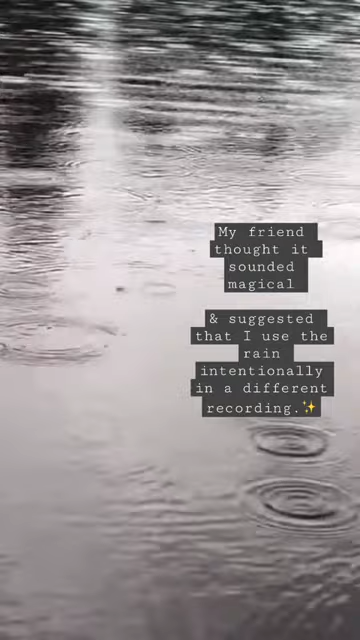 My friend
thought it
sounded
magical
& suggested
that I use the
rain
intentionally
in a different
recording.✨